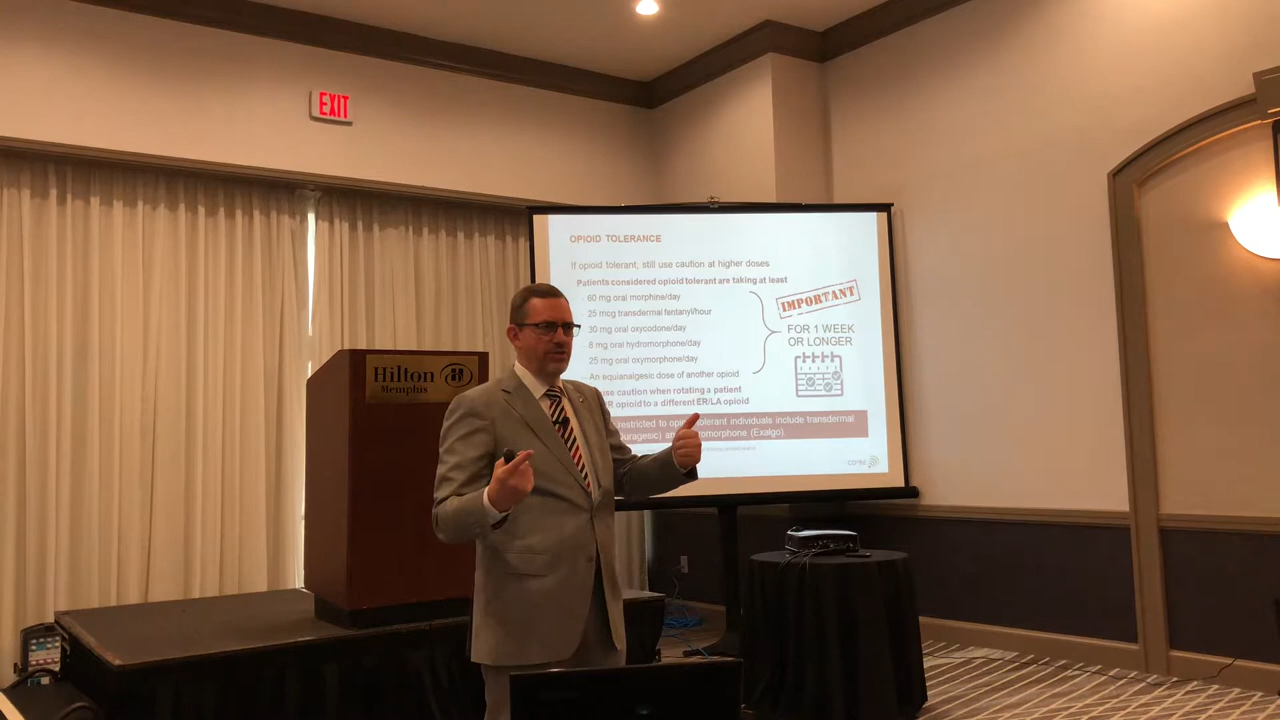 EXIT
Hilton
Memphis
OPIOID TOLERANCE
If opioid tolerant, still use caution at higher doses
Patients considered opioid tolerant are taking at least
60 mg oral morphine/day
25 mcg transdermal fentanyl/hour
30 mg oral oxycodone/day
8 mg oral hydromorphone/day
25 mg oral oxymorphone/day
An equianalgesic dose of another opioid
IMPORTANT
FOR 1 WEEK
OR LONGER
use caution when rotating a patient
opioid to a different ER/LA opioid
restricted to opioid tolerant individuals include transdermal
(Duragesic) and (Exalgo)
CO*RE